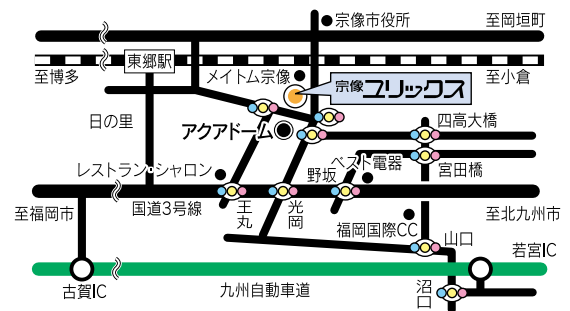 宗像市役所
至岡垣町
東郷駅
至博多
メイトム宗像
至小倉
宗像ユリックス
日の里
アクアドーム
四高大橋
ベスト電器
宮田橋
レストラン・シャロン
野坂
至福岡市
国道3号線
王丸
光岡
至北九州市
福岡国際CC
山口
若宮IC
古賀IC
九州自動車道
沼口